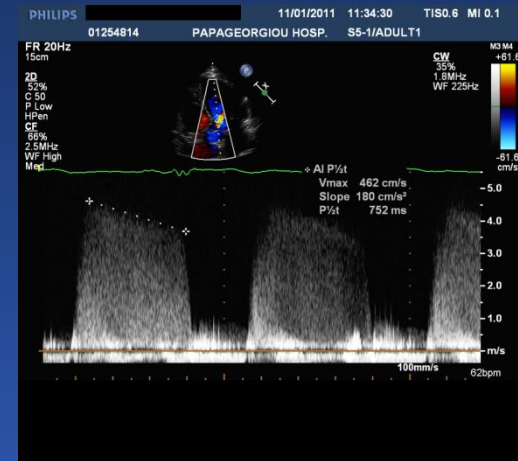 PHILIPS 11/01/2011 11:34:30 TIS0.6 MI 0.1
01254814 PAPAGEORGIOU HOSP. S5-1/ADULT1
FR 20Hz
15cm
2D
52%
C 50
P Low
HPen
CF
66%
2.5MHz
WF High
Med
P
CW
35%
1.8MHz
WF 225Hz
M3 M4
+61.6
-61.6
cm/s
AI P½t
Vmax 462 cm/s
Slope 180 cm/s²
P½t 752 ms
5.0
4.0
3.0
2.0
1.0
m/s
100mm/s
62bpm